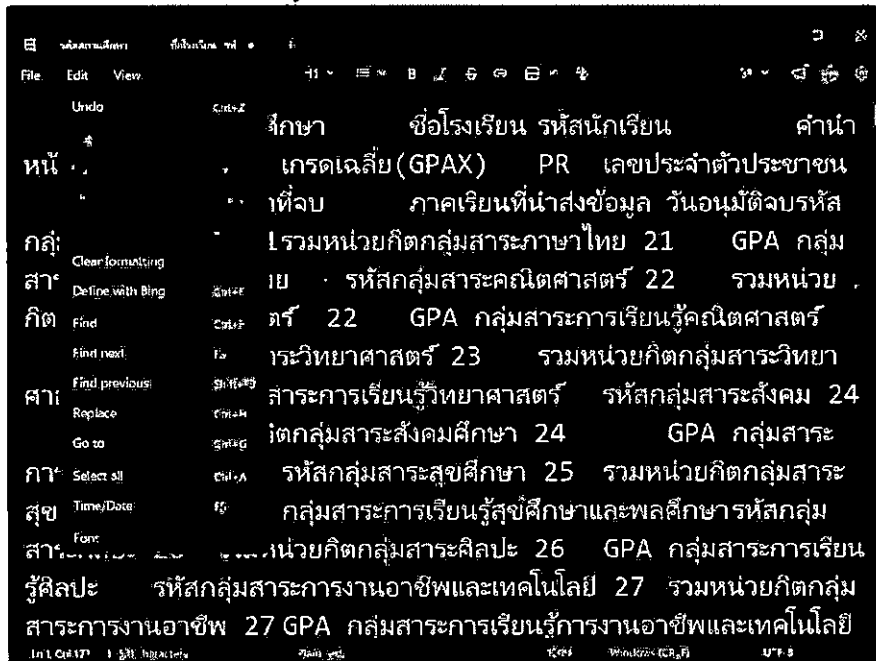 รหัสสถานศึกษา ชื่อโรงเรียน รหั
File Edit View H1 B
Undo Ctrl+Z
ศึกษา ชื่อโรงเรียน รหัสนักเรียน คำนำ
หน้ เกรดเฉลี่ย(GPAX) PR เลขประจำตัวประชาชน
ที่จบ ภาคเรียนที่นำส่งข้อมูล วันอนุมัติจบรหัส
กลุ่ รวมหน่วยกิตกลุ่มสาระภาษาไทย 21 GPA กลุ่ม
Clear formatting
สาร ย รหัสกลุ่มสาระคณิตศาสตร์ 22 รวมหน่วย
Define with Bing Ctrl+E
กิต ตร์ 22 GPA กลุ่มสาระการเรียนรู้คณิตศาสตร์
Find Ctrl+F
Find next F3
าระวิทยาศาสตร์ 23 รวมหน่วยกิตกลุ่มสาระวิทยา
Find previous Shift+F3
ศา สาระการเรียนรู้วิทยาศาสตร์ รหัสกลุ่มสาระสังคม 24
Replace Ctrl+H
Go to Ctrl+G
กิตกลุ่มสาระสังคมศึกษา 24 GPA กลุ่มสาระ
Select all Ctrl+A
กา รหัสกลุ่มสาระสุขศึกษา 25 รวมหน่วยกิตกลุ่มสาระ
Time/Date F5
สุข กลุ่มสาระการเรียนรู้สุขศึกษาและพลศึกษารหัสกลุ่ม
Font
สาร หน่วยกิตกลุ่มสาระศิลปะ 26 GPA กลุ่มสาระการเรียน
รู้ศิลปะ รหัสกลุ่มสาระการงานอาชีพและเทคโนโลยี 27 รวมหน่วยกิตกลุ่ม
สาระการงานอาชีพ 27 GPA กลุ่มสาระการเรียนรู้การงานอาชีพและเทคโนโลยี
Windows (CRLF) UTF-8